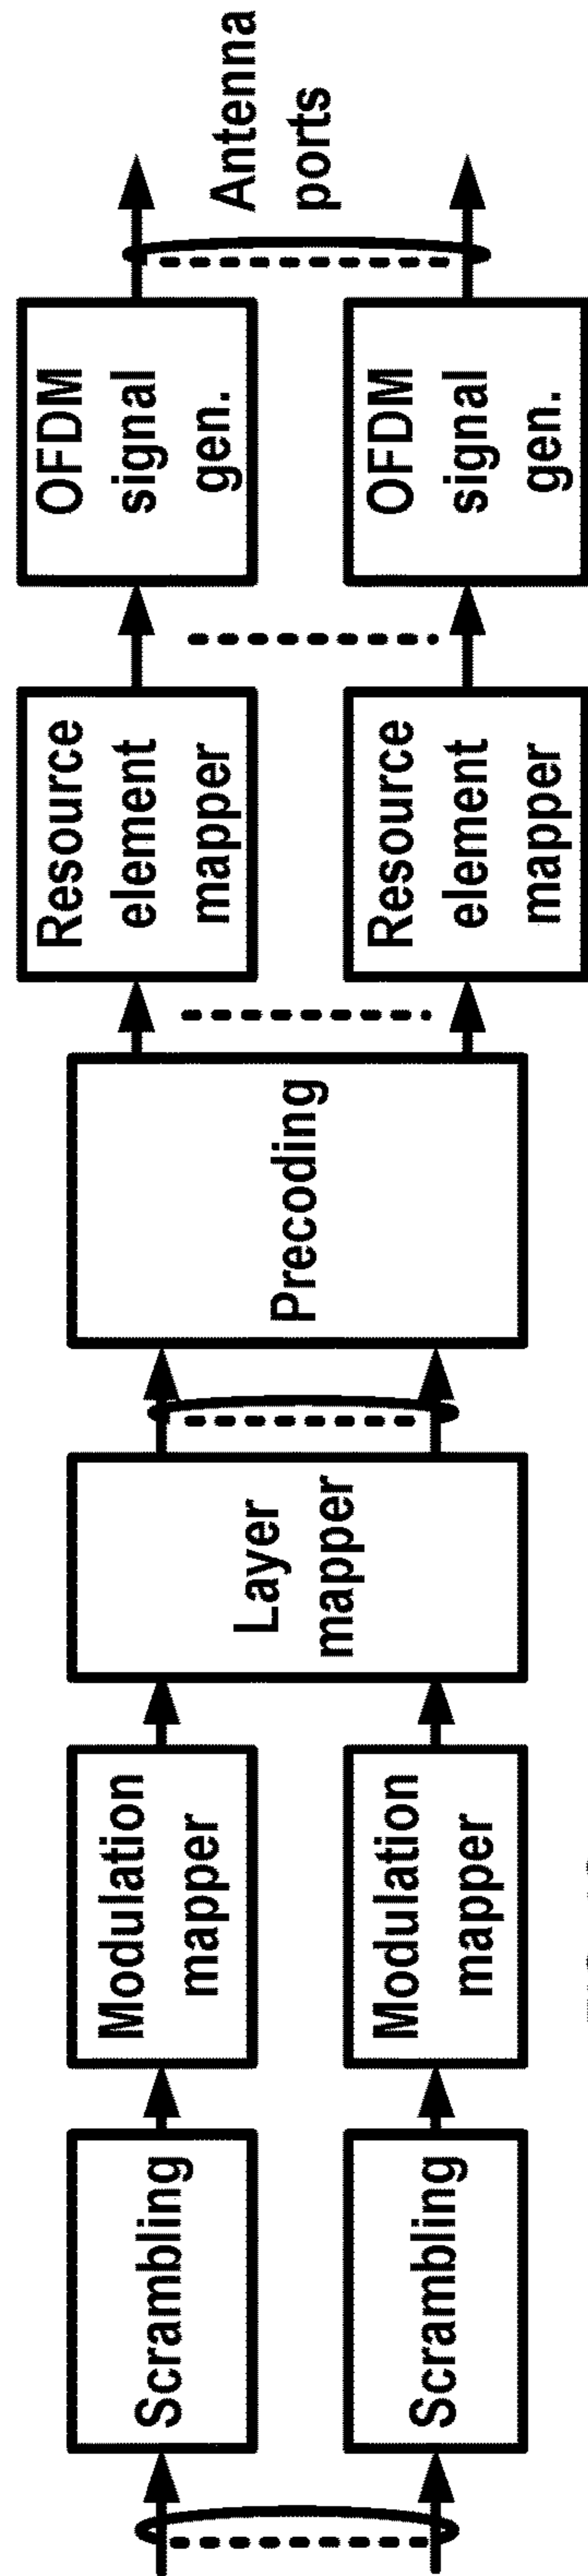 Scrambling
Modulation
mapper
Layer
mapper
Precoding
Resource
element
mapper
OFDM
signal
gen.
Antenna
ports
Scrambling
Modulation
mapper
Resource
element
mapper
OFDM
signal
gen.